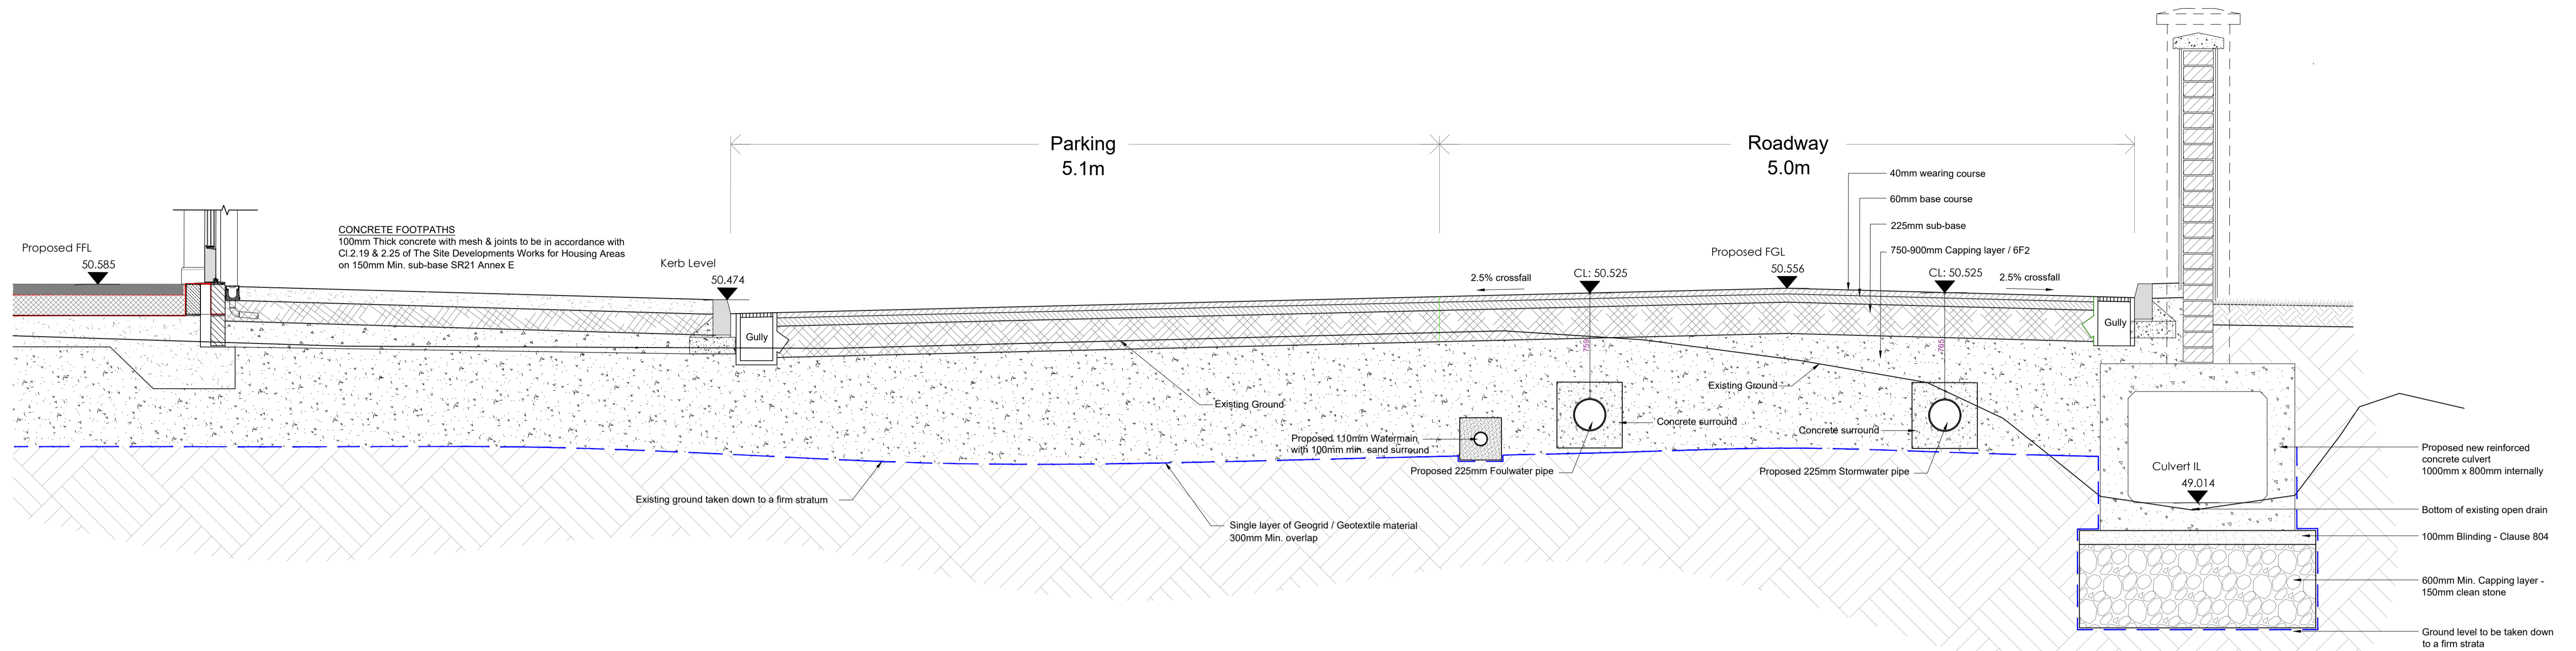 Parking
5.1m
Roadway
5.0m
40mm wearing course
60mm base course
225mm sub-base
750-900mm Capping layer / 6F2
Proposed FFL
50.585
CONCRETE FOOTPATHS
100mm Thick concrete with mesh & joints to be in accordance with
Cl.2.19 & 2.25 of The Site Developments Works for Housing Areas
on 150mm Min. sub-base SR21 Annex E
Kerb Level
50.474
Gully
2.5% crossfall
CL: 50.525
Proposed FGL
50.556
CL: 50.525
2.5% crossfall
Gully
759
765
Existing Ground
Existing Ground
Concrete surround
Concrete surround
Proposed 110mm Watermain
with 100mm min. sand surround
Proposed 225mm Foulwater pipe
Proposed 225mm Stormwater pipe
Existing ground taken down to a firm stratum
Single layer of Geogrid / Geotextile material
300mm Min. overlap
Culvert IL
49.014
Proposed new reinforced
concrete culvert
1000mm x 800mm internally
Bottom of existing open drain
100mm Blinding - Clause 804
600mm Min. Capping layer -
150mm clean stone
Ground level to be taken down
to a firm strata